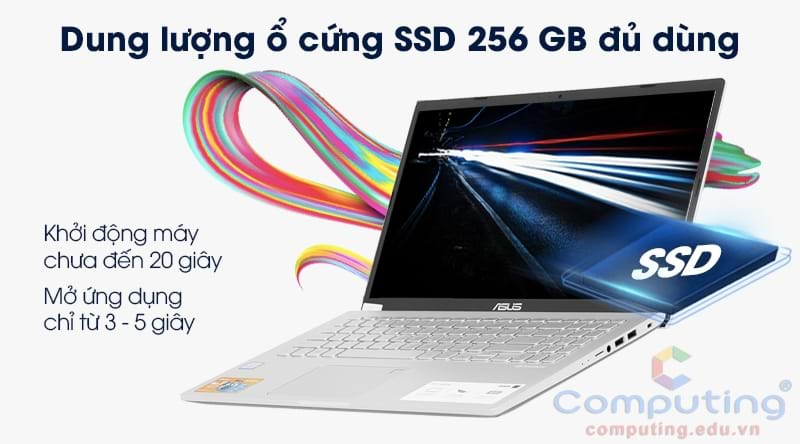 Dung lượng ổ cứng SSD 256 GB đủ dùng
Khởi động máy
chưa đến 20 giây
Mở ứng dụng
chỉ từ 3 - 5 giây
SSD
ASUS
Computing®
computing.edu.vn